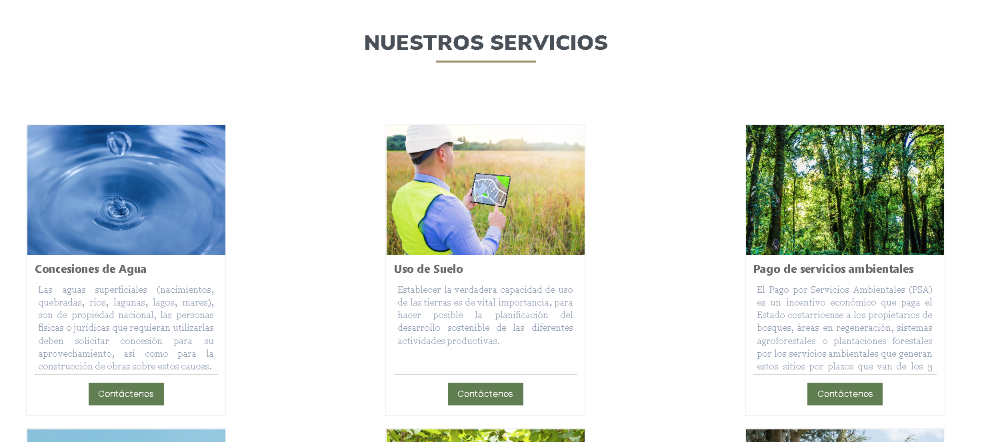 NUESTROS SERVICIOS
Concesiones de Agua
Las aguas superficiales (nacimientos,
quebradas, ríos, lagunas, lagos, mares),
son de propiedad nacional, las personas
físicas o jurídicas que requieran utilizarlas
deben solicitar concesión para su
aprovechamiento, así como para la
construcción de obras sobre estos cauces.
Contáctenos
Uso de Suelo
Establecer la verdadera capacidad de uso
de las tierras es de vital importancia, para
hacer posible la planificación del
desarrollo sostenible de las diferentes
actividades productivas.
Contáctenos
Pago de servicios ambientales
El Pago por Servicios Ambientales (PSA)
es un incentivo económico que paga el
Estado costarricense a los propietarios de
bosques, áreas en regeneración, sistemas
agroforestales o plantaciones forestales
por los servicios ambientales que generan
estos sitios por plazos que van de los 3
Contáctenos